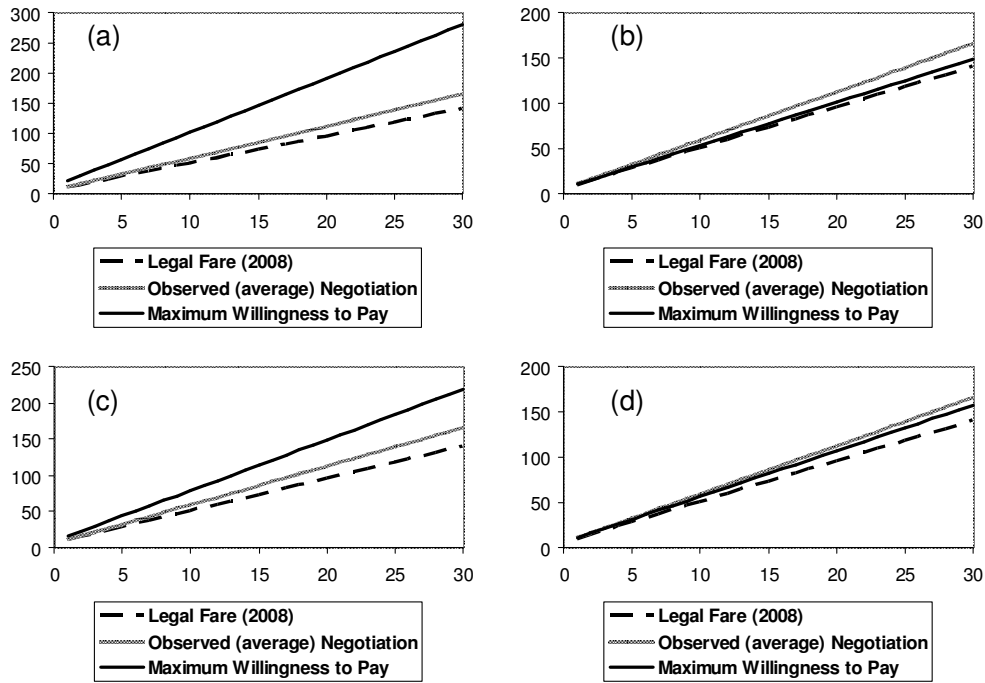 300
250
200
150
100
50
0
(a)
0 5 10 15 20 25 30
Legal Fare (2008)
Observed (average) Negotiation
Maximum Willingness to Pay
200
150
100
50
0
(b)
0 5 10 15 20 25 30
Legal Fare (2008)
Observed (average) Negotiation
Maximum Willingness to Pay
250
200
150
100
50
0
(c)
0 5 10 15 20 25 30
Legal Fare (2008)
Observed (average) Negotiation
Maximum Willingness to Pay
200
150
100
50
0
(d)
0 5 10 15 20 25 30
Legal Fare (2008)
Observed (average) Negotiation
Maximum Willingness to Pay